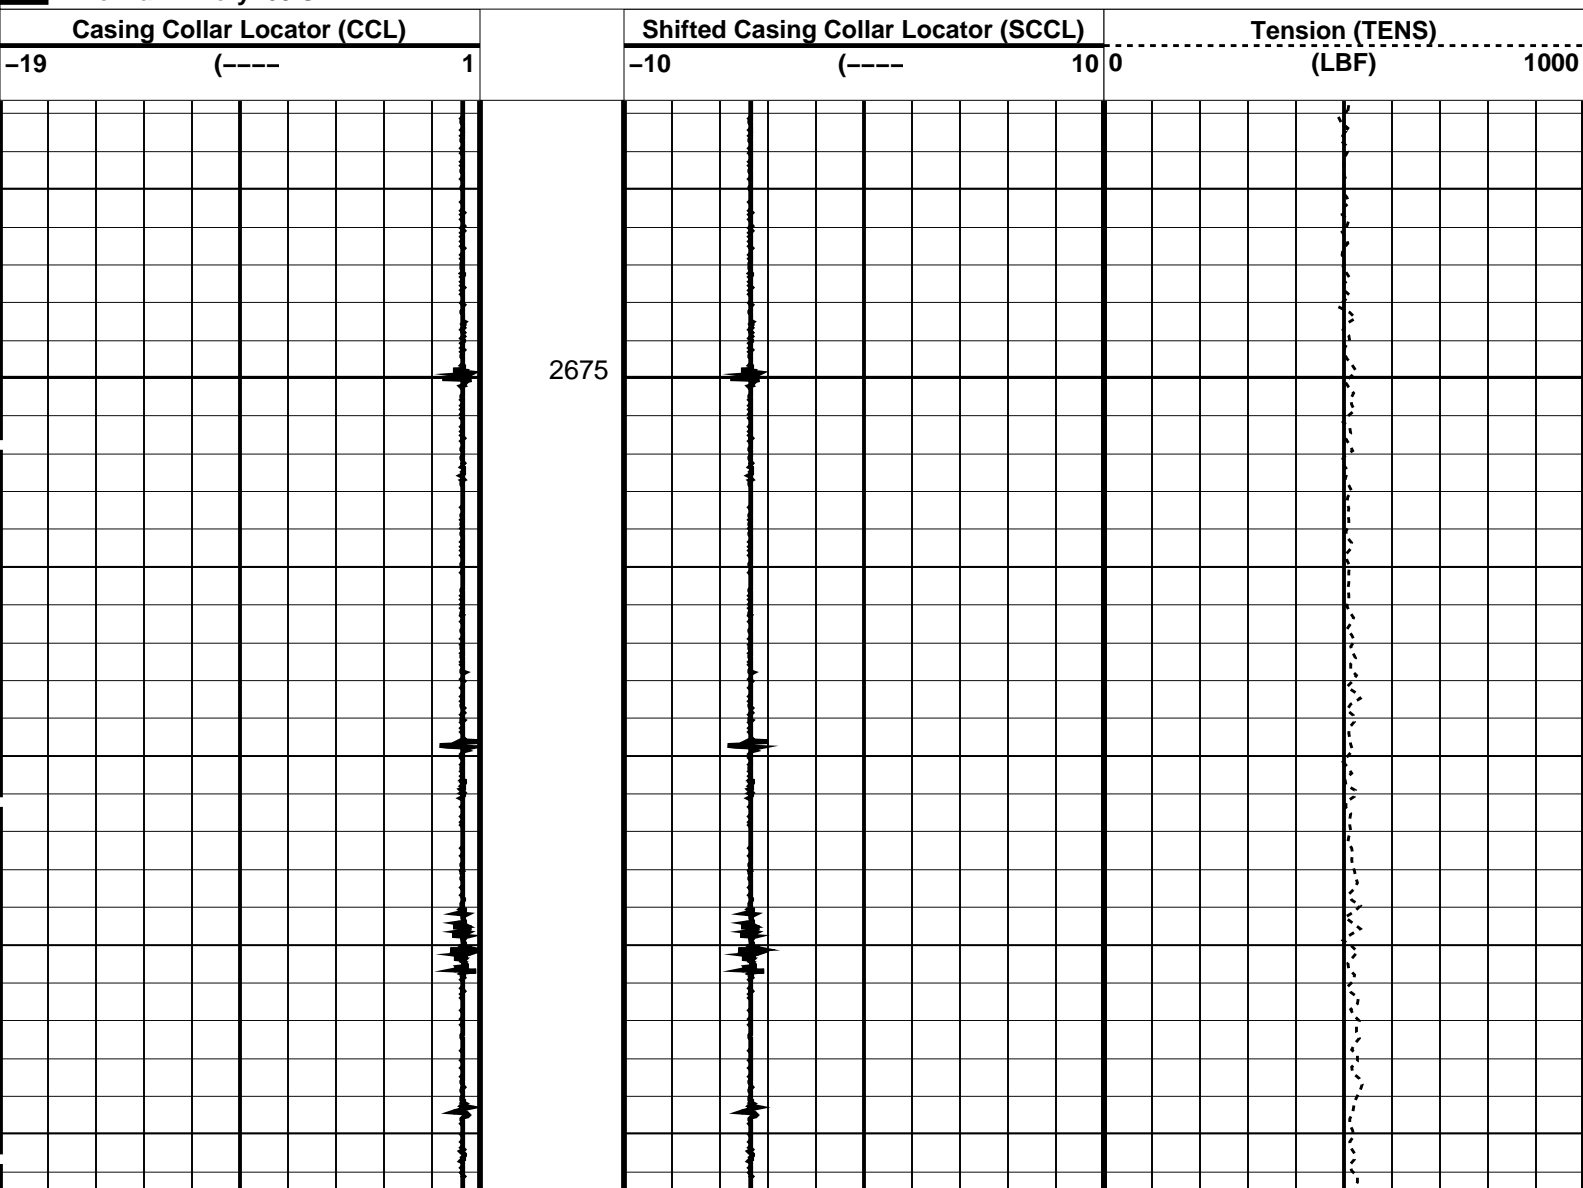 Casing Collar Locator (CCL)
−19 (−−−− 1
Shifted Casing Collar Locator (SCCL)
−10 (−−−− 10
Tension (TENS)
0 (LBF) 1000
2675